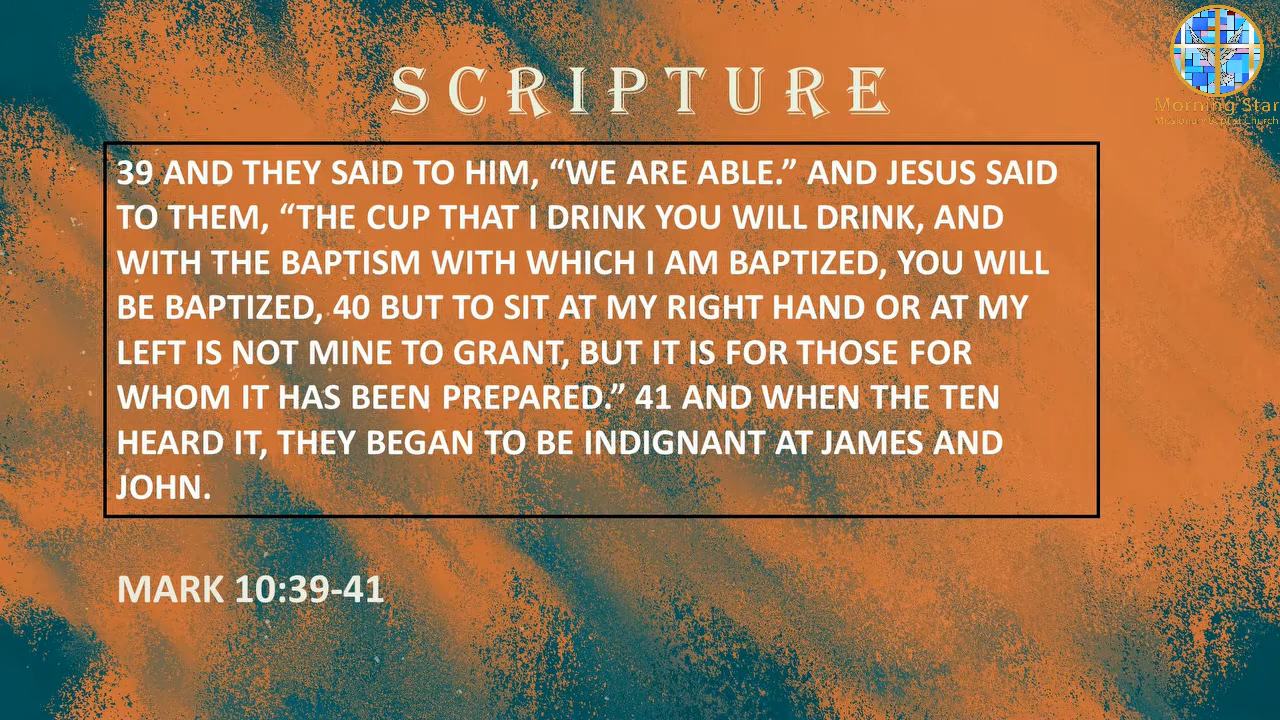 SCRIPTURE
Morning Star
Missionary Baptist Church
39 AND THEY SAID TO HIM, “WE ARE ABLE.” AND JESUS SAID
TO THEM, “THE CUP THAT I DRINK YOU WILL DRINK, AND
WITH THE BAPTISM WITH WHICH I AM BAPTIZED, YOU WILL
BE BAPTIZED, 40 BUT TO SIT AT MY RIGHT HAND OR AT MY
LEFT IS NOT MINE TO GRANT, BUT IT IS FOR THOSE FOR
WHOM IT HAS BEEN PREPARED.” 41 AND WHEN THE TEN
HEARD IT, THEY BEGAN TO BE INDIGNANT AT JAMES AND
JOHN.
MARK 10:39-41